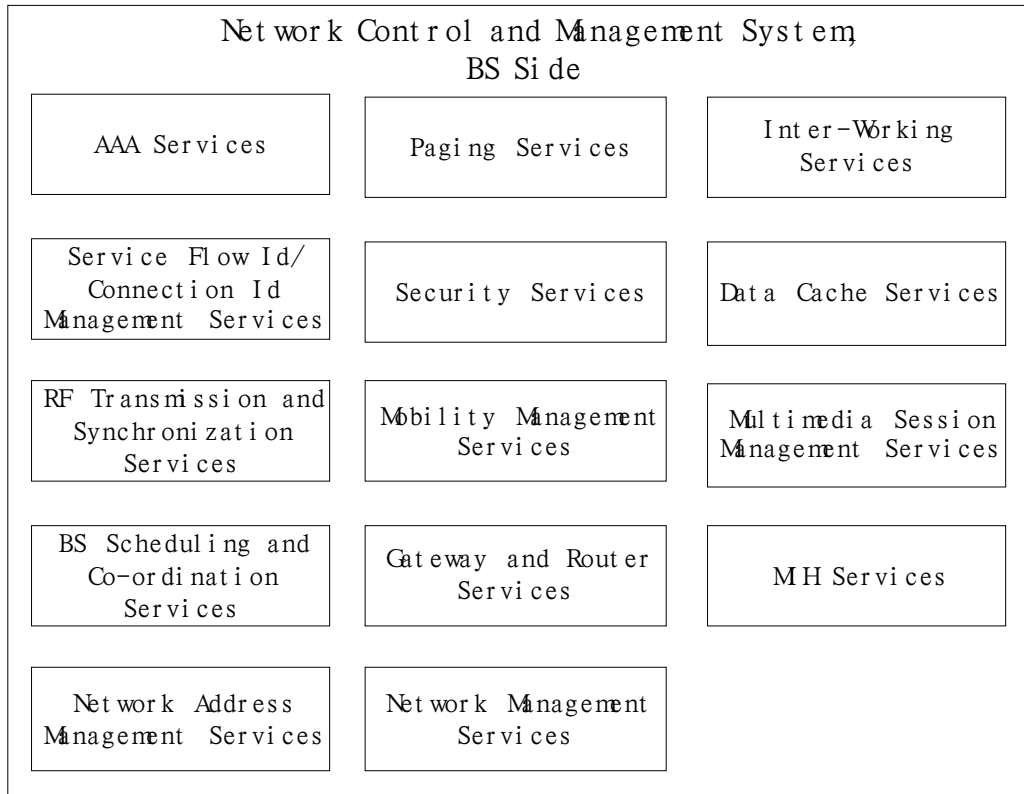 Network Control and Management System,
BS Side
AAA Services
Paging Services
Inter-Working
Services
Service Flow Id/
Connection Id
Management Services
Security Services
Data Cache Services
RF Transmission and
Synchronization
Services
Mobility Management
Services
Multimedia Session
Management Services
BS Scheduling and
Co-ordination
Services
Gateway and Router
Services
MIH Services
Network Address
Management Services
Network Management
Services